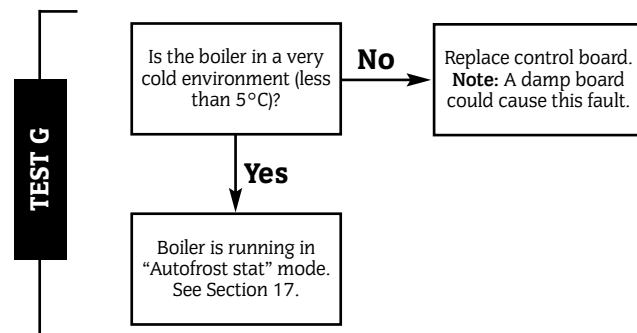 TEST G
Is the boiler in a very
cold environment (less
than 5°C)?
No
Replace control board.
Note: A damp board
could cause this fault.
Yes
Boiler is running in
“Autofrost stat” mode.
See Section 17.